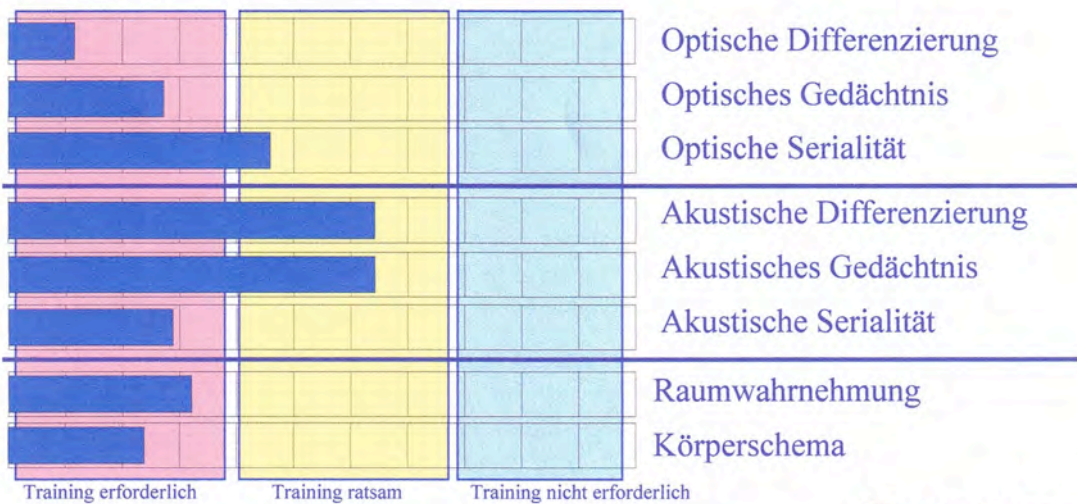 Optische Differenzierung
Optisches Gedächtnis
Optische Serialität
Akustische Differenzierung
Akustisches Gedächtnis
Akustische Serialität
Raumwahrnehmung
Körperschema
Training erforderlich
Training ratsam
Training nicht erforderlich